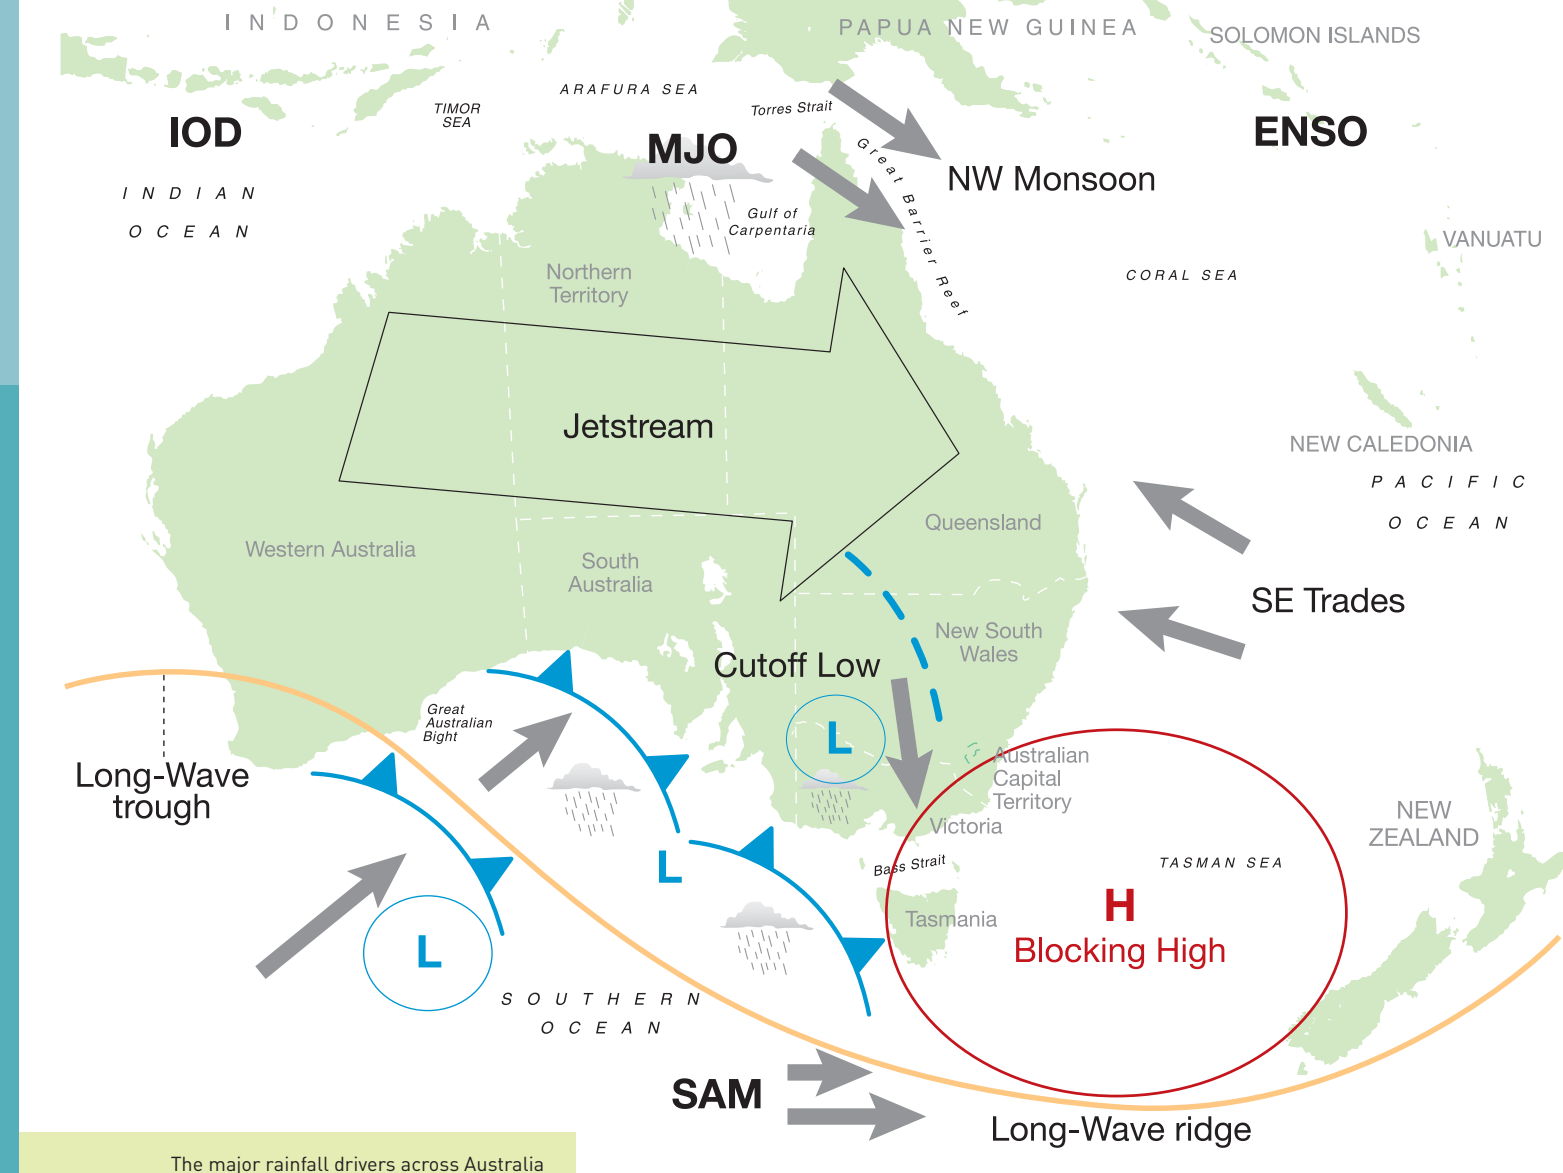 INDONESIA
PAPUA NEW GUINEA
SOLOMON ISLANDS
ARAFURA SEA
TIMOR
SEA
Torres Strait
IOD
MJO
ENSO
INDIAN
OCEAN
NW Monsoon
Great Barrier Reef
Gulf of
Carpentaria
VANUATU
CORAL SEA
Northern
Territory
Jetstream
NEW CALEDONIA
PACIFIC
OCEAN
Queensland
Western Australia
South
Australia
SE Trades
New South
Wales
Cutoff Low
Great
Australian
Bight
L
Australian
Capital
Territory
Long-Wave
trough
Victoria
NEW
ZEALAND
Bass Strait
TASMAN SEA
L
H
Tasmania
Blocking High
L
SOUTHERN
OCEAN
SAM
Long-Wave ridge
The major rainfall drivers across Australia